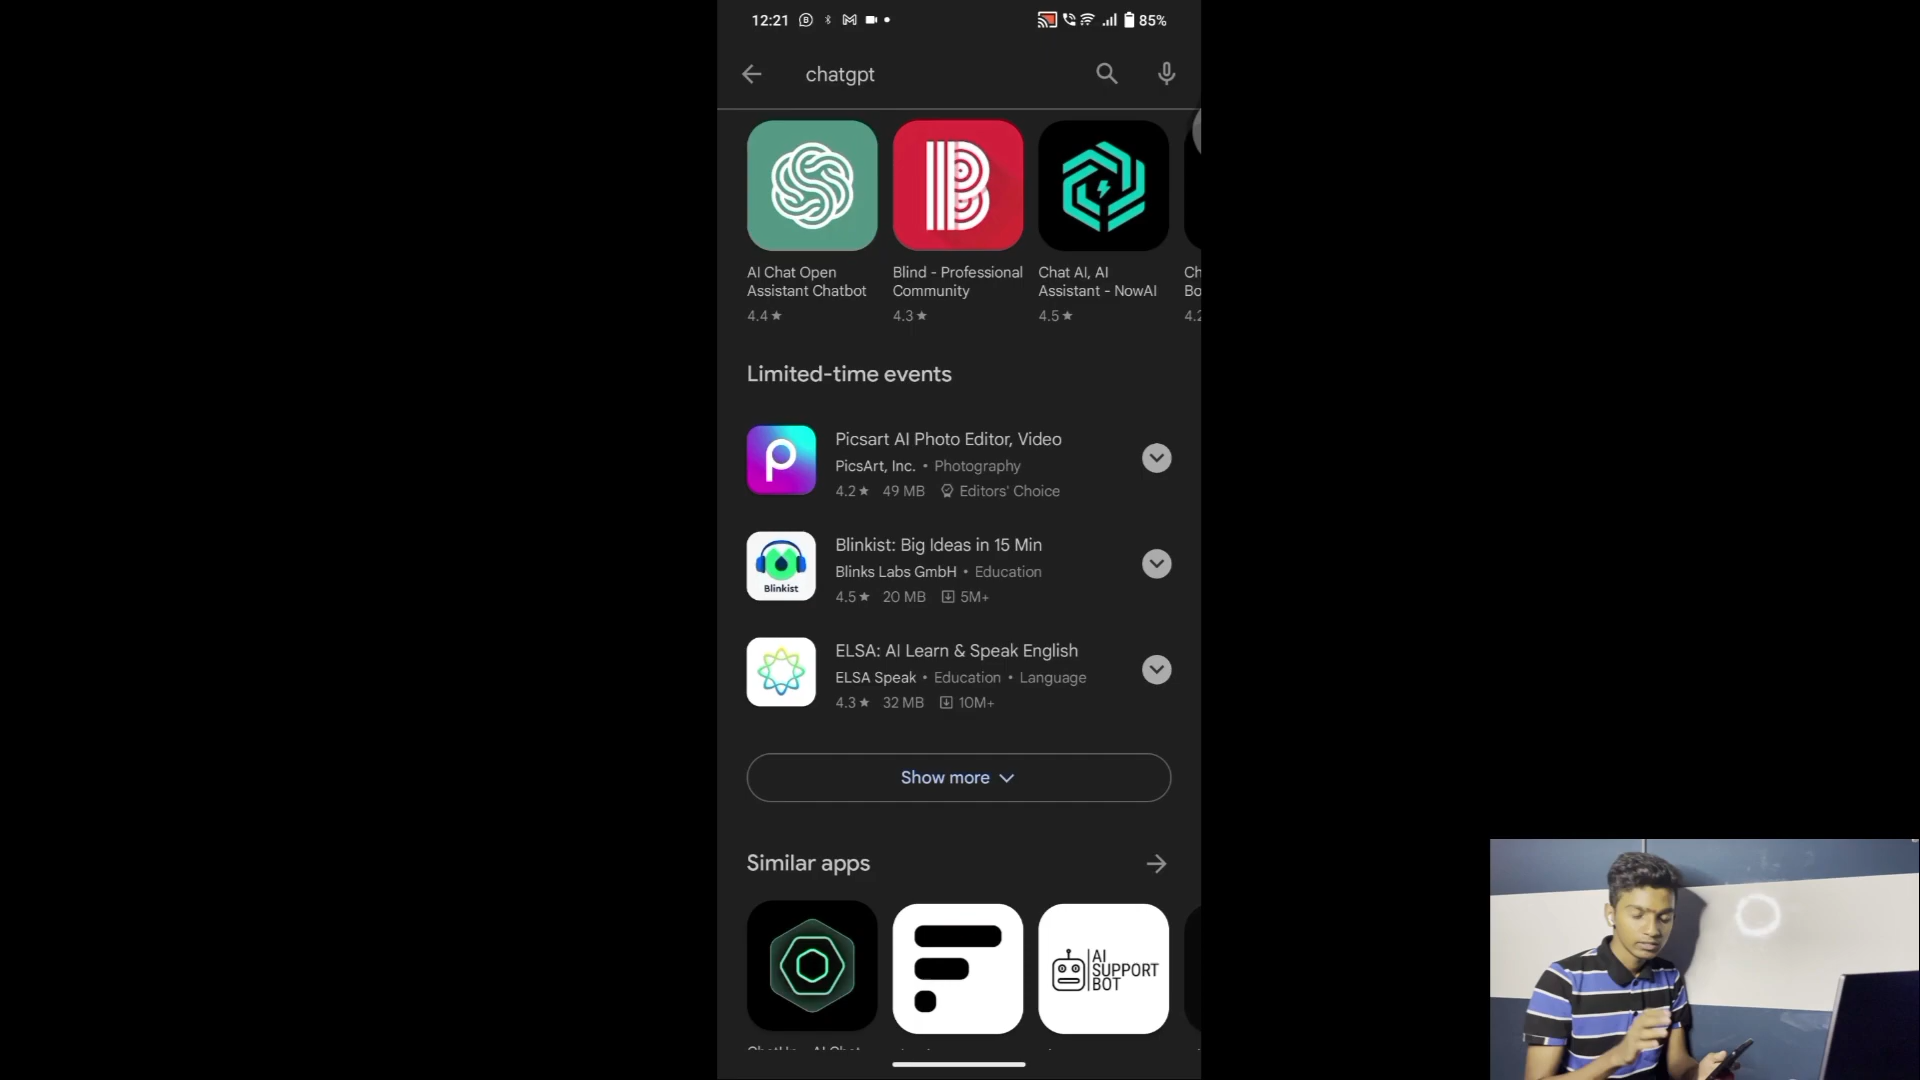 12:21
85%
chatgpt
AI Chat Open
Assistant Chatbot
4.4★
Blind - Professional
Community
4.3★
Chat AI, AI
Assistant - NowAI
4.5★
Ch
Bo
4.2
Limited-time events
Picsart AI Photo Editor, Video
PicsArt, Inc. • Photography
4.2★ 49 MB Editors' Choice
Blinkist
Blinkist: Big Ideas in 15 Min
Blinks Labs GmbH • Education
4.5★ 20 MB 5M+
ELSA: AI Learn & Speak English
ELSA Speak • Education • Language
4.3★ 32 MB 10M+
Show more
Similar apps
AI
SUPPORT
BOT